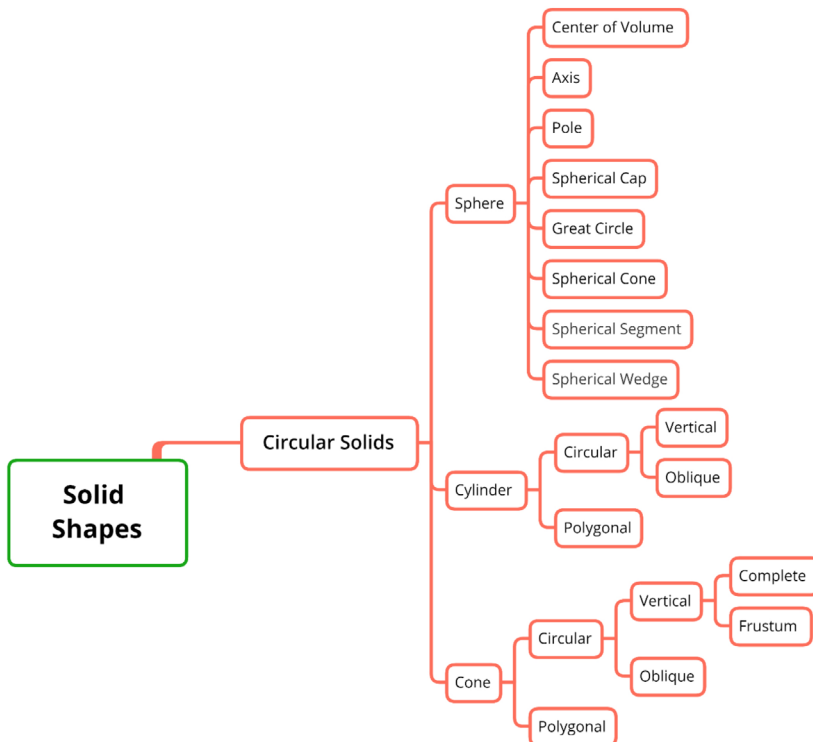 Center of Volume
Axis
Pole
Spherical Cap
Sphere
Great Circle
Spherical Cone
Spherical Segment
Spherical Wedge
Circular Solids
Solid
Shapes
Vertical
Circular
Oblique
Cylinder
Polygonal
Complete
Vertical
Frustum
Circular
Oblique
Cone
Polygonal